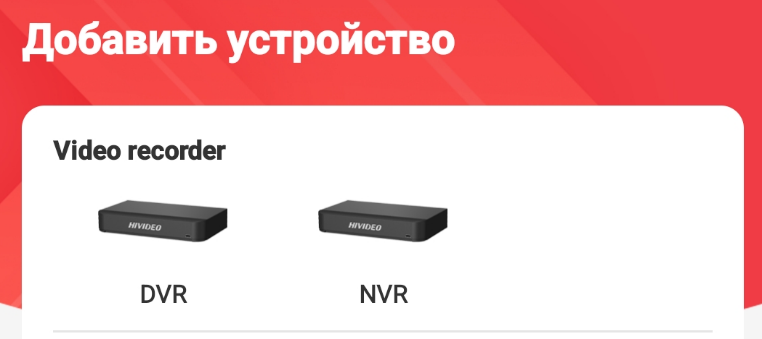 Добавить устройство
Video recorder
HIVIDEO HIVIDEO
DVR NVR